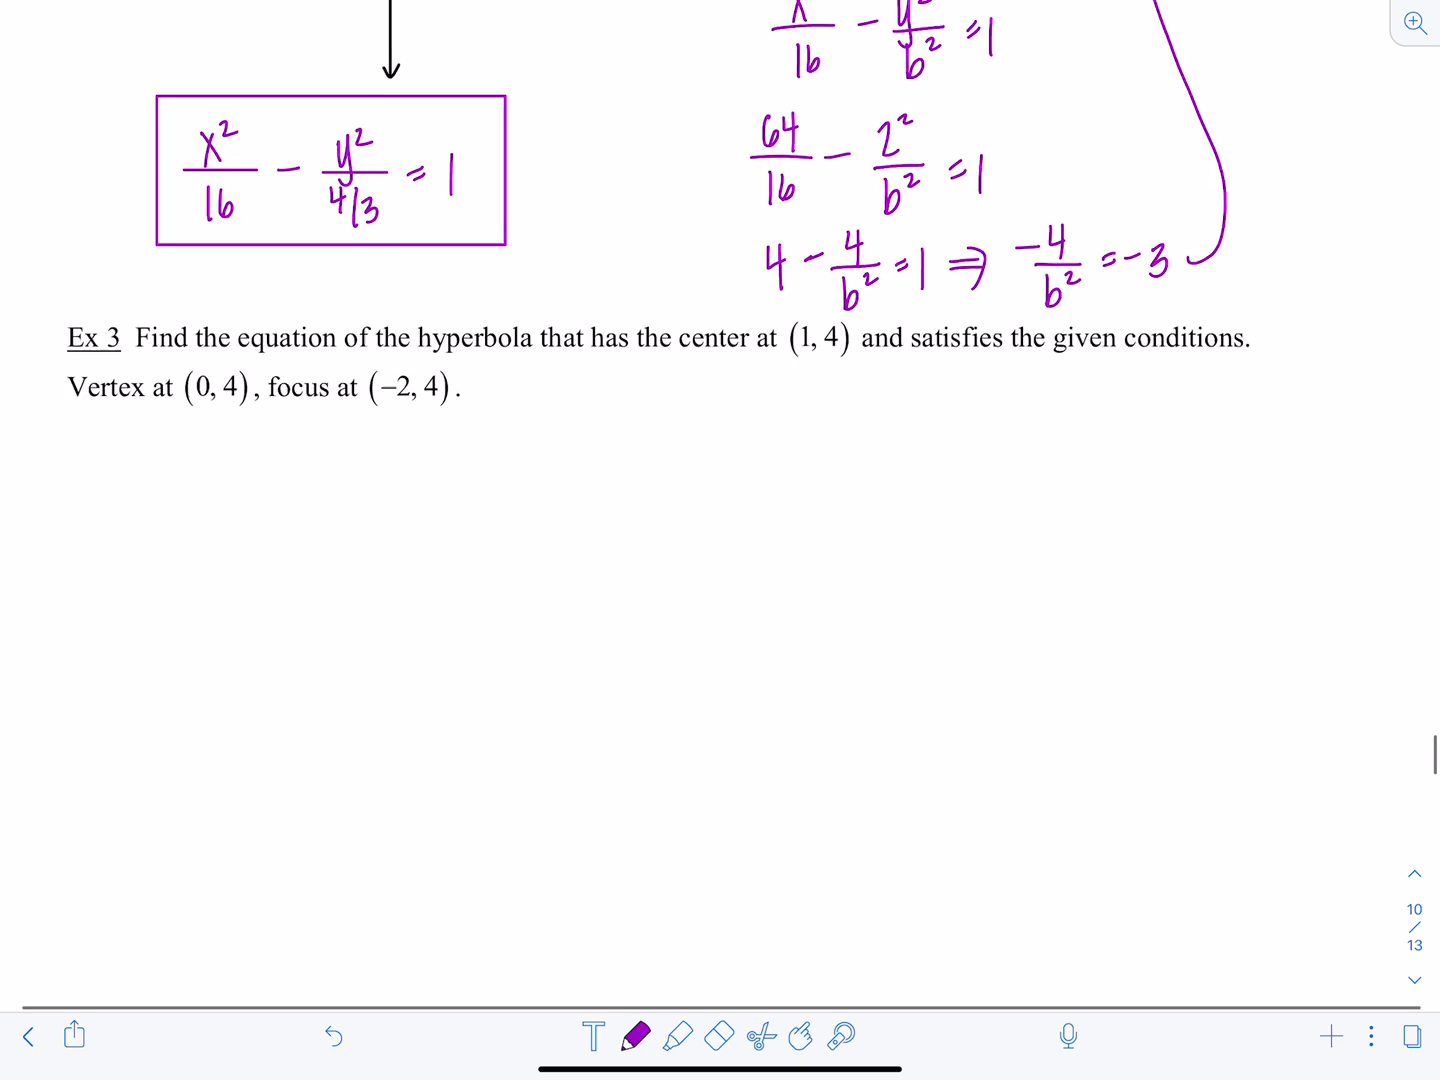 x/16 − y²/b² = 1
x²/16 − y²/4/3 = 1
64/16 − 2²/b² = 1
4 − 4/b² = 1 ⇒ −4/b² = −3
Ex 3 Find the equation of the hyperbola that has the center at (1, 4) and satisfies the given conditions.
Vertex at (0, 4), focus at (−2, 4).
10
/
13
T